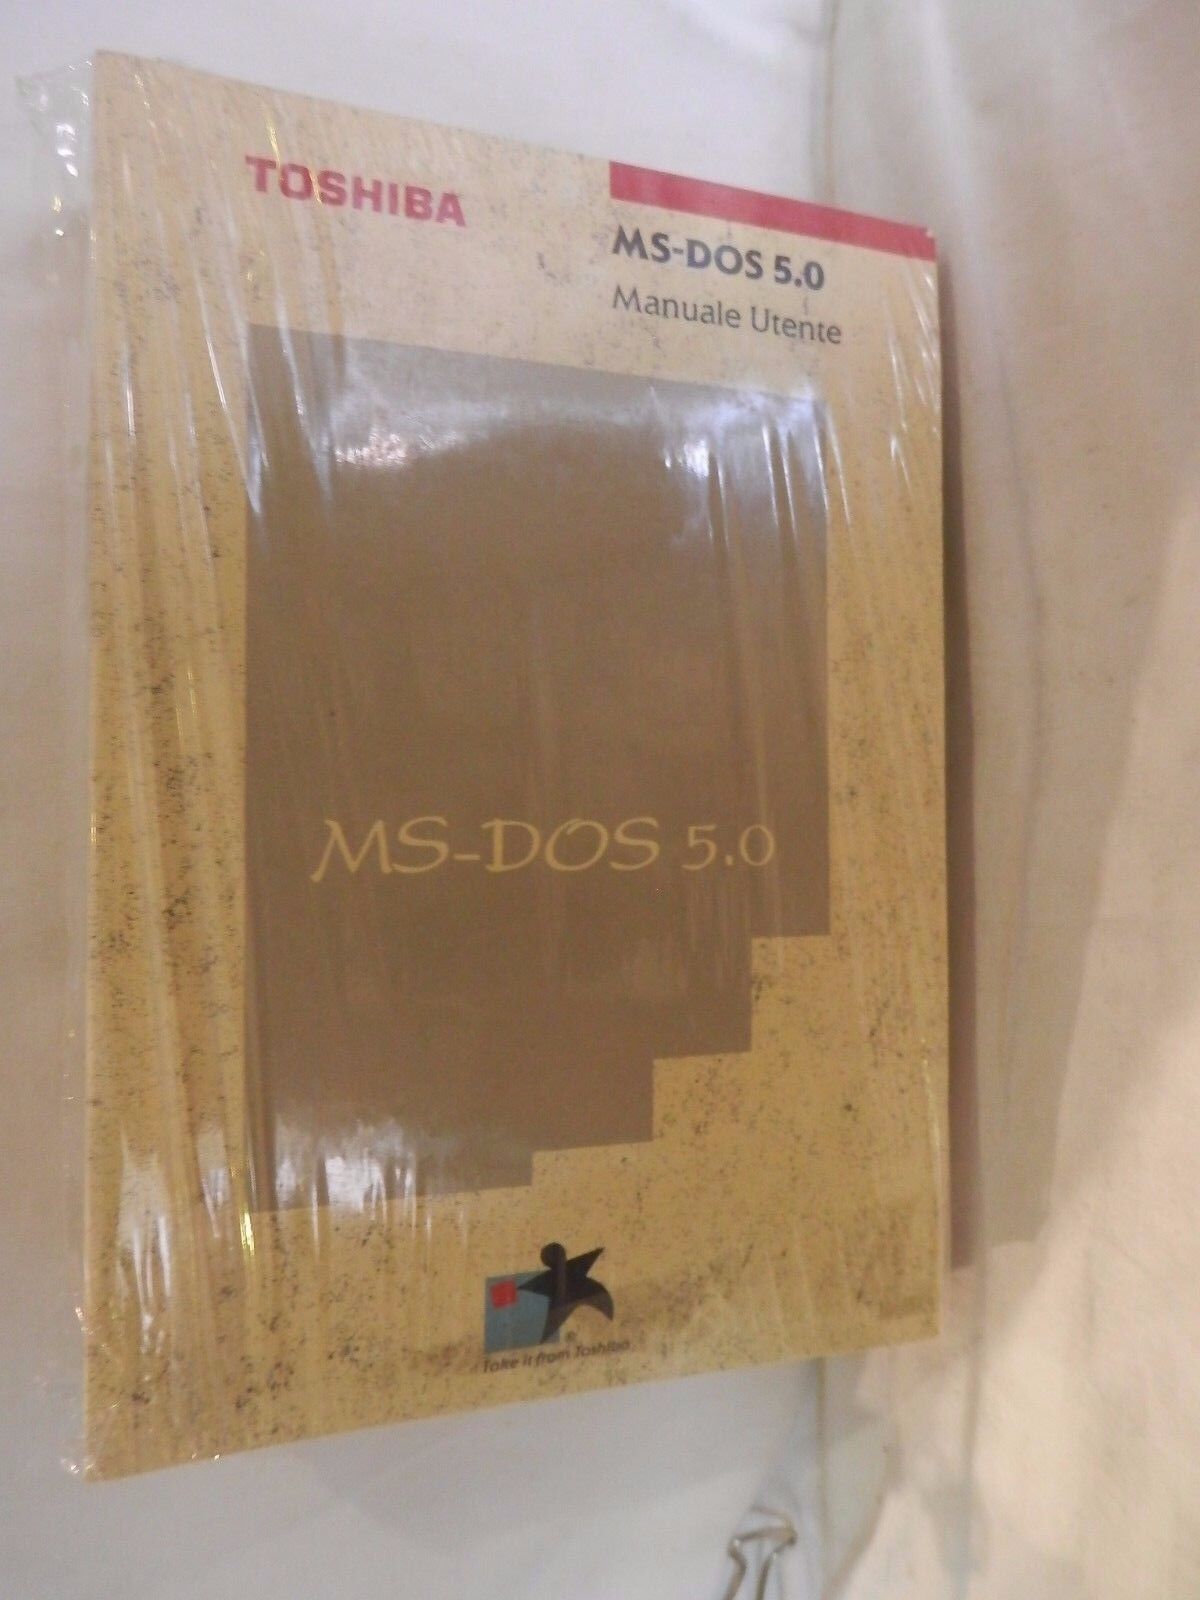 TOSHIBA
MS-DOS 5.0
Manuale Utente
MS-DOS 5.0
®
Take it from Toshiba